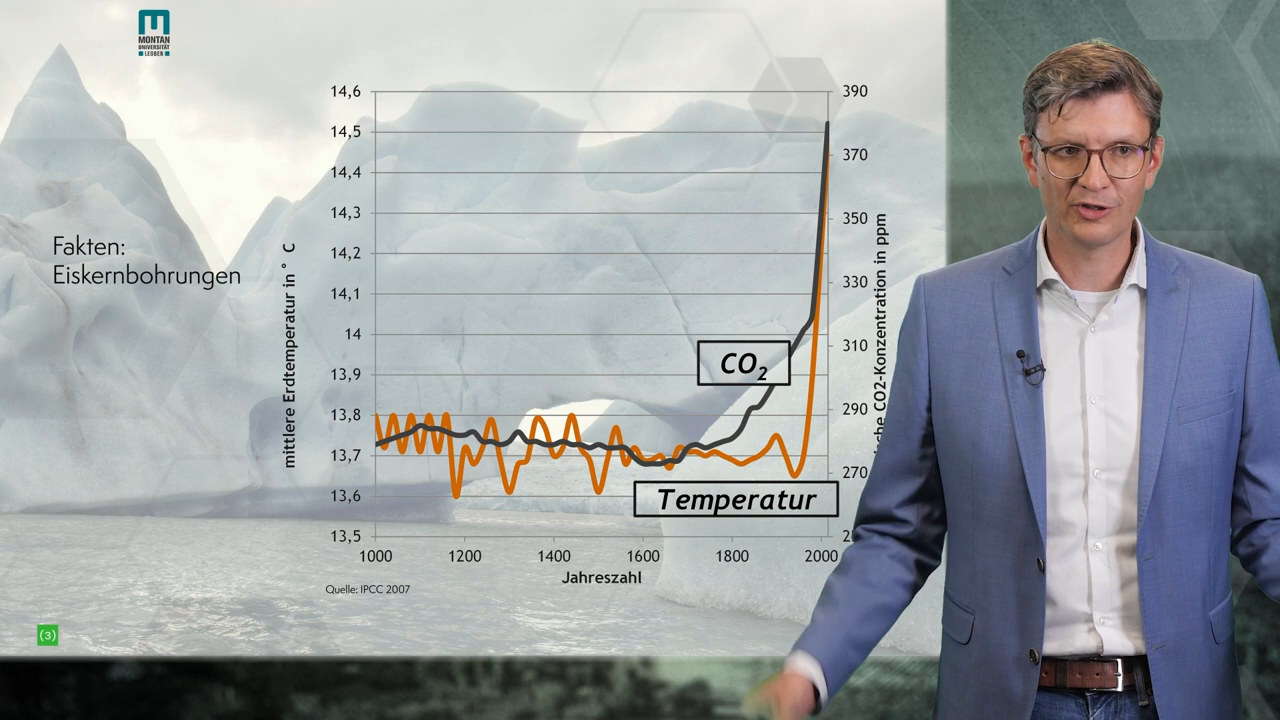 MONTAN
UNIVERSITÄT
LEOBEN
Fakten:
Eiskernbohrungen
mittlere Erdtemperatur in ° C
14,6
14,5
14,4
14,3
14,2
14,1
14
13,9
13,8
13,7
13,6
13,5
390
370
350
330
310
290
270
CO2-Konzentration in ppm
CO₂
Temperatur
1000 1200 1400 1600 1800 2000
Jahreszahl
Quelle: IPCC 2007
(3)